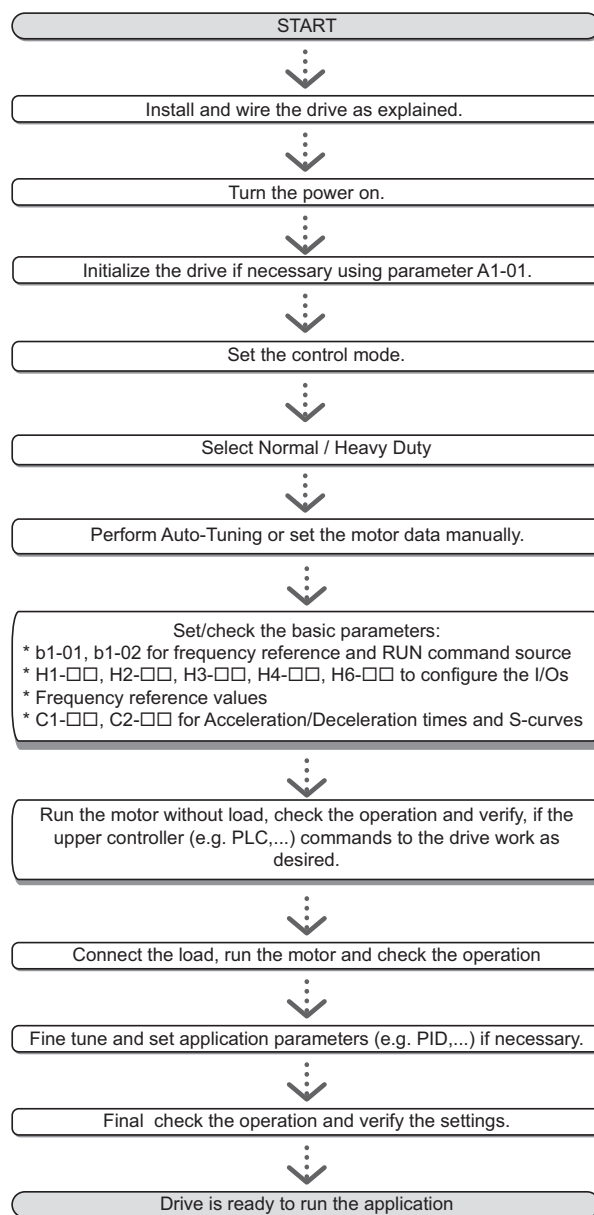 START
Install and wire the drive as explained.
Turn the power on.
Initialize the drive if necessary using parameter A1-01.
Set the control mode.
Select Normal / Heavy Duty
Perform Auto-Tuning or set the motor data manually.
Set/check the basic parameters:
* b1-01, b1-02 for frequency reference and RUN command source
* H1-□□, H2-□□, H3-□□, H4-□□, H6-□□ to configure the I/Os
* Frequency reference values
* C1-□□, C2-□□ for Acceleration/Deceleration times and S-curves
Run the motor without load, check the operation and verify, if the
upper controller (e.g. PLC,...) commands to the drive work as
desired.
Connect the load, run the motor and check the operation
Fine tune and set application parameters (e.g. PID,...) if necessary.
Final  check the operation and verify the settings.
Drive is ready to run the application